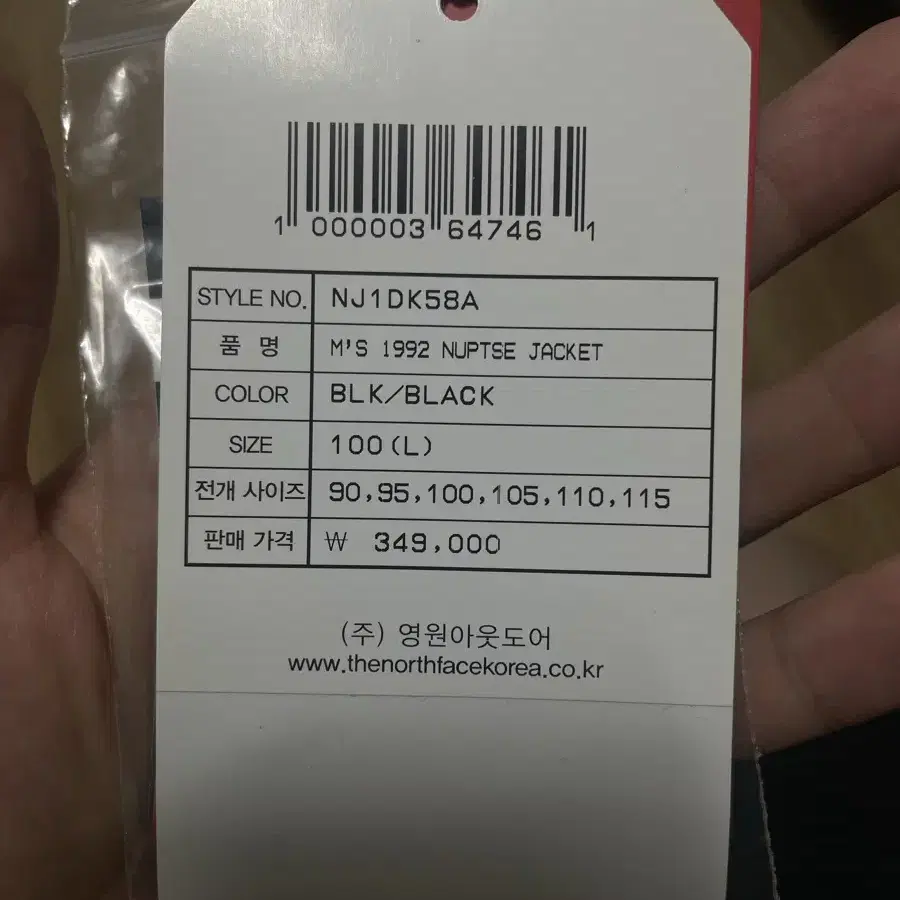 1 000003 64746 1
STYLE NO. NJ1DK58A
품 명 M'S 1992 NUPTSE JACKET
COLOR BLK/BLACK
SIZE 100(L)
전개 사이즈 90,95,100,105,110,115
판매 가격 ₩ 349,000
(주) 영원아웃도어
www.thenorthfacekorea.co.kr